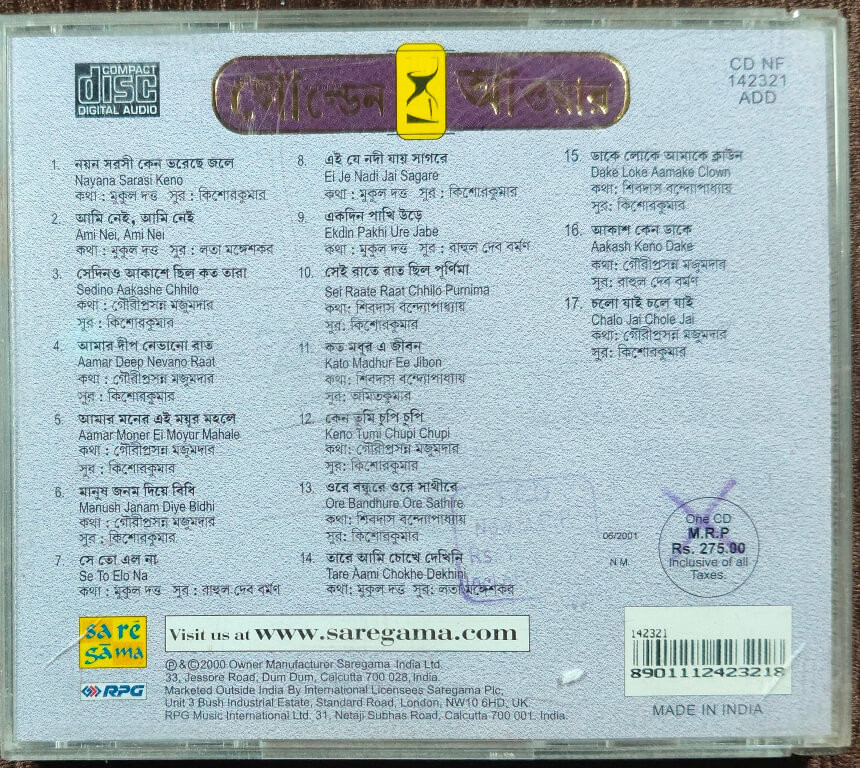 COMPACT
disc
DIGITAL AUDIO
গোল্ডেন আওয়ার
CD NF
142321
ADD
1. নয়ন সরসী কেন ভরেছে জলে
Nayana Sarasi Keno
কথা : মুকুল দত্ত সুর : কিশোরকুমার
2. আমি নেই, আমি নেই
Ami Nei, Ami Nei
কথা : মুকুল দত্ত সুর : লতা মঙ্গেশকর
3. সেদিনও আকাশে ছিল কত তারা
Sedino Aakashe Chhilo
কথা : গৌরীপ্রসন্ন মজুমদার
সুর : কিশোরকুমার
4. আমার দীপ নেভানো রাত
Aamar Deep Nevano Raat
কথা : গৌরীপ্রসন্ন মজুমদার
সুর : কিশোরকুমার
5. আমার মনের এই ময়ূর মহলে
Aamar Moner Ei Moyur Mahale
কথা : গৌরীপ্রসন্ন মজুমদার
সুর : কিশোরকুমার
6. মানুষ জনম দিয়ে বিধি
Manush Janam Diye Bidhi
কথা : গৌরীপ্রসন্ন মজুমদার
সুর : কিশোরকুমার
7. সে তো এল না
Se To Elo Na
কথা : মুকুল দত্ত সুর : রাহুল দেব বর্মণ
8. এই যে নদী যায় সাগরে
Ei Je Nadi Jai Sagare
কথা : মুকুল দত্ত সুর : কিশোরকুমার
9. একদিন পাখি উড়ে
Ekdin Pakhi Ure Jabe
কথা : মুকুল দত্ত সুর : রাহুল দেব বর্মণ
10. সেই রাতে রাত ছিল পূর্ণিমা
Sei Raate Raat Chhilo Purnima
কথা: শিবদাস বন্দ্যোপাধ্যায়
সুর: কিশোরকুমার
11. কত মধুর এ জীবন
Kato Madhur Ee Jibon
কথা: শিবদাস বন্দ্যোপাধ্যায়
সুর: অমিতকুমার
12. কেন তুমি চুপি চুপি
Keno Tumi Chupi Chupi
কথা: গৌরীপ্রসন্ন মজুমদার
সুর: কিশোরকুমার
13. ওরে বন্ধুরে ওরে সাথীরে
Ore Bandhure Ore Sathire
কথা: শিবদাস বন্দ্যোপাধ্যায়
সুর: কিশোরকুমার
14. তারে আমি চোখে দেখিনি
Tare Aami Chokhe Dekhini
কথা: মুকুল দত্ত সুর: লতা মঙ্গেশকর
15. ডাকে লোকে আমাকে ক্লাউন
Dake Loke Aamake Clown
কথা: শিবদাস বন্দ্যোপাধ্যায়
সুর: কিশোরকুমার
16. আকাশ কেন ডাকে
Aakash Keno Dake
কথা: গৌরীপ্রসন্ন মজুমদার
সুর: রাহুল দেব বর্মণ
17. চলো যাই চলে যাই
Chalo Jai Chole Jai
কথা: গৌরীপ্রসন্ন মজুমদার
সুর: কিশোরকুমার
Rs
06/2001
N.M.
One CD
M.R.P
Rs. 275.00
Inclusive of all
Taxes.
sa re
ga ma
Visit us at www.saregama.com
RPG
℗&©2000 Owner Manufacturer Saregama India Ltd.
33, Jessore Road, Dum Dum, Calcutta 700 028, India.
Marketed Outside India By International Licensees Saregama Plc,
Unit 3 Bush Industrial Estate, Standard Road, London, NW10 6HD, UK.
RPG Music International Ltd. 31, Netaji Subhas Road, Calcutta 700 001. India.
142321
8901112423218
MADE IN INDIA